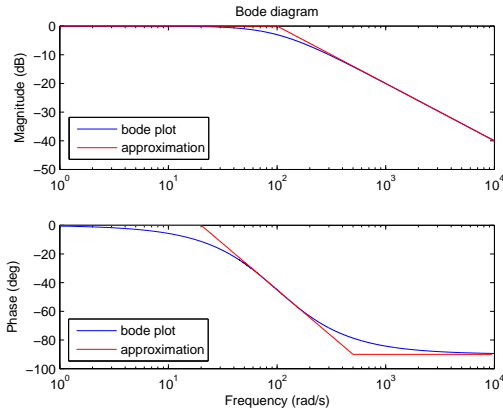 Bode diagram
Magnitude (dB)
0
−10
−20
−30
−40
−50
bode plot
approximation
10^0
10^1
10^2
10^3
10^4
Phase (deg)
0
−20
−40
−60
−80
−100
bode plot
approximation
10^0
10^1
10^2
10^3
10^4
Frequency (rad/s)